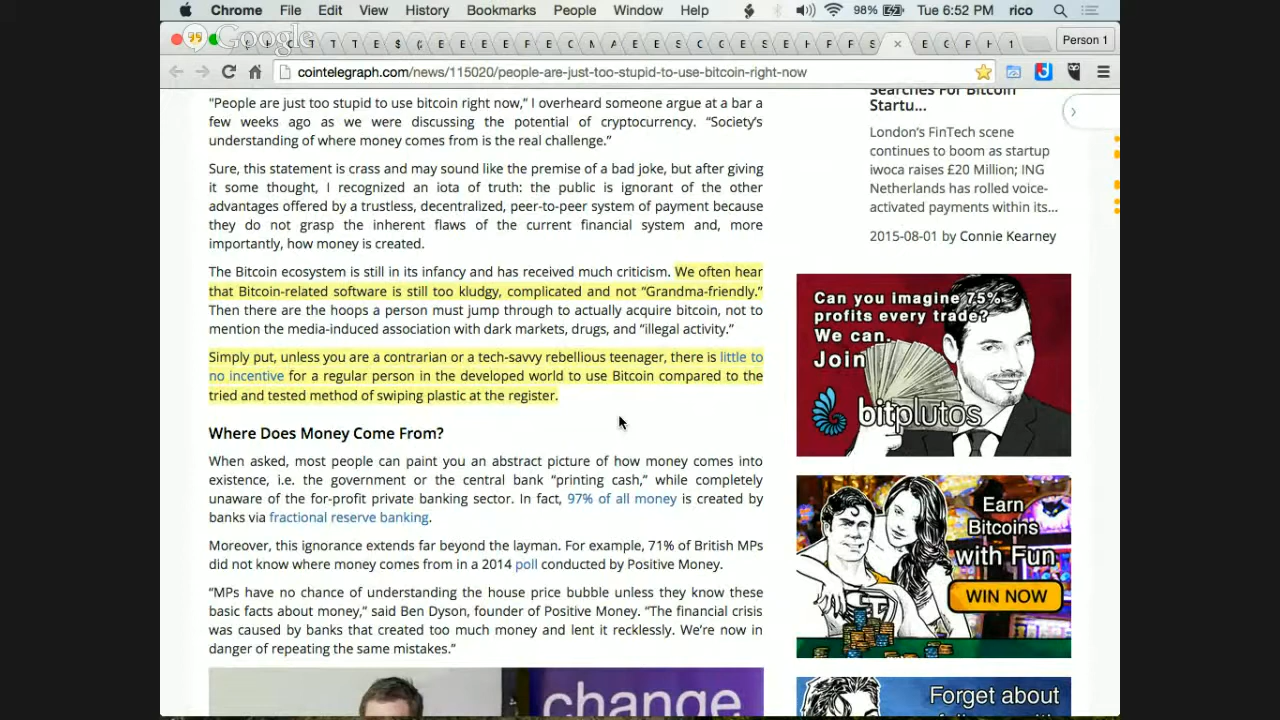 Chrome File Edit View History Bookmarks People Window Help 98% Tue 6:52 PM rico
Google
Person 1
cointelegraph.com/news/115020/people-are-just-too-stupid-to-use-bitcoin-right-now
"People are just too stupid to use bitcoin right now," I overheard someone argue at a bar a
few weeks ago as we were discussing the potential of cryptocurrency. "Society's
understanding of where money comes from is the real challenge."
Sure, this statement is crass and may sound like the premise of a bad joke, but after giving
it some thought, I recognized an iota of truth: the public is ignorant of the other
advantages offered by a trustless, decentralized, peer-to-peer system of payment because
they do not grasp the inherent flaws of the current financial system and, more
importantly, how money is created.
The Bitcoin ecosystem is still in its infancy and has received much criticism. We often hear
that Bitcoin-related software is still too kludgy, complicated and not "Grandma-friendly."
Then there are the hoops a person must jump through to actually acquire bitcoin, not to
mention the media-induced association with dark markets, drugs, and "illegal activity."
Simply put, unless you are a contrarian or a tech-savvy rebellious teenager, there is little to
no incentive for a regular person in the developed world to use Bitcoin compared to the
tried and tested method of swiping plastic at the register.
Where Does Money Come From?
When asked, most people can paint you an abstract picture of how money comes into
existence, i.e. the government or the central bank "printing cash," while completely
unaware of the for-profit private banking sector. In fact, 97% of all money is created by
banks via fractional reserve banking.
Moreover, this ignorance extends far beyond the layman. For example, 71% of British MPs
did not know where money comes from in a 2014 poll conducted by Positive Money.
"MPs have no chance of understanding the house price bubble unless they know these
basic facts about money," said Ben Dyson, founder of Positive Money. "The financial crisis
was caused by banks that created too much money and lent it recklessly. We're now in
danger of repeating the same mistakes."
change
Searches For Bitcoin
Startu...
London's FinTech scene
continues to boom as startup
iwoca raises £20 Million; ING
Netherlands has rolled voice-
activated payments within its...
2015-08-01 by Connie Kearney
Can you imagine 75%
profits every trade?
We can.
Join
bitplutos
Earn
Bitcoins
with Fun
WIN NOW
Forget about